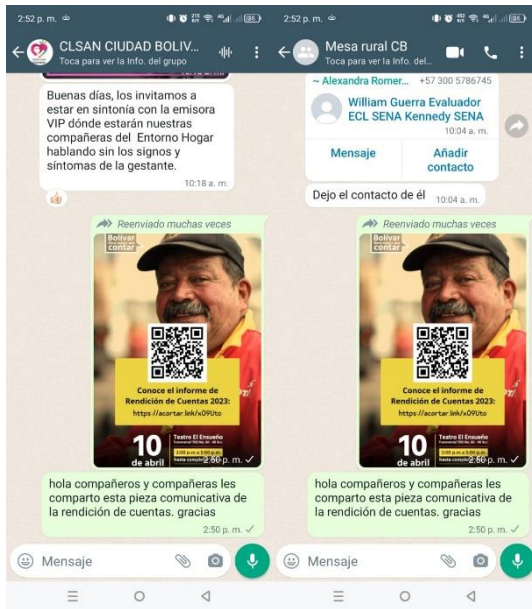 2:52 p. m.
CLSAN CIUDAD BOLIV...
Toca para ver la Info. del grupo
Buenas días, los invitamos a
estar en sintonía con la emisora
VIP dónde estarán nuestras
compañeras del Entorno Hogar
hablando sin los signos y
síntomas de la gestante.
10:18 a. m.
Reenviado muchas veces
Bolívar
contar
Conoce el informe de
Rendición de Cuentas 2023:
https://acortar.link/x09Uto
10
de abril
Teatro El Ensueño
2:50 p. m.
hola compañeros y compañeras les
comparto esta pieza comunicativa de
la rendición de cuentas. gracias
2:50 p. m.
Mensaje
2:52 p. m.
Mesa rural CB
Toca para ver la Info. del...
~ Alexandra Romer... +57 300 5786745
William Guerra Evaluador
ECL SENA Kennedy SENA
10:04 a. m.
Mensaje
Añadir
contacto
Dejo el contacto de él
10:04 a. m.
Reenviado muchas veces
Bolívar
contar
Conoce el informe de
Rendición de Cuentas 2023:
https://acortar.link/x09Uto
10
de abril
Teatro El Ensueño
2:50 p. m.
hola compañeros y compañeras les
comparto esta pieza comunicativa de
la rendición de cuentas. gracias
2:50 p. m.
Mensaje